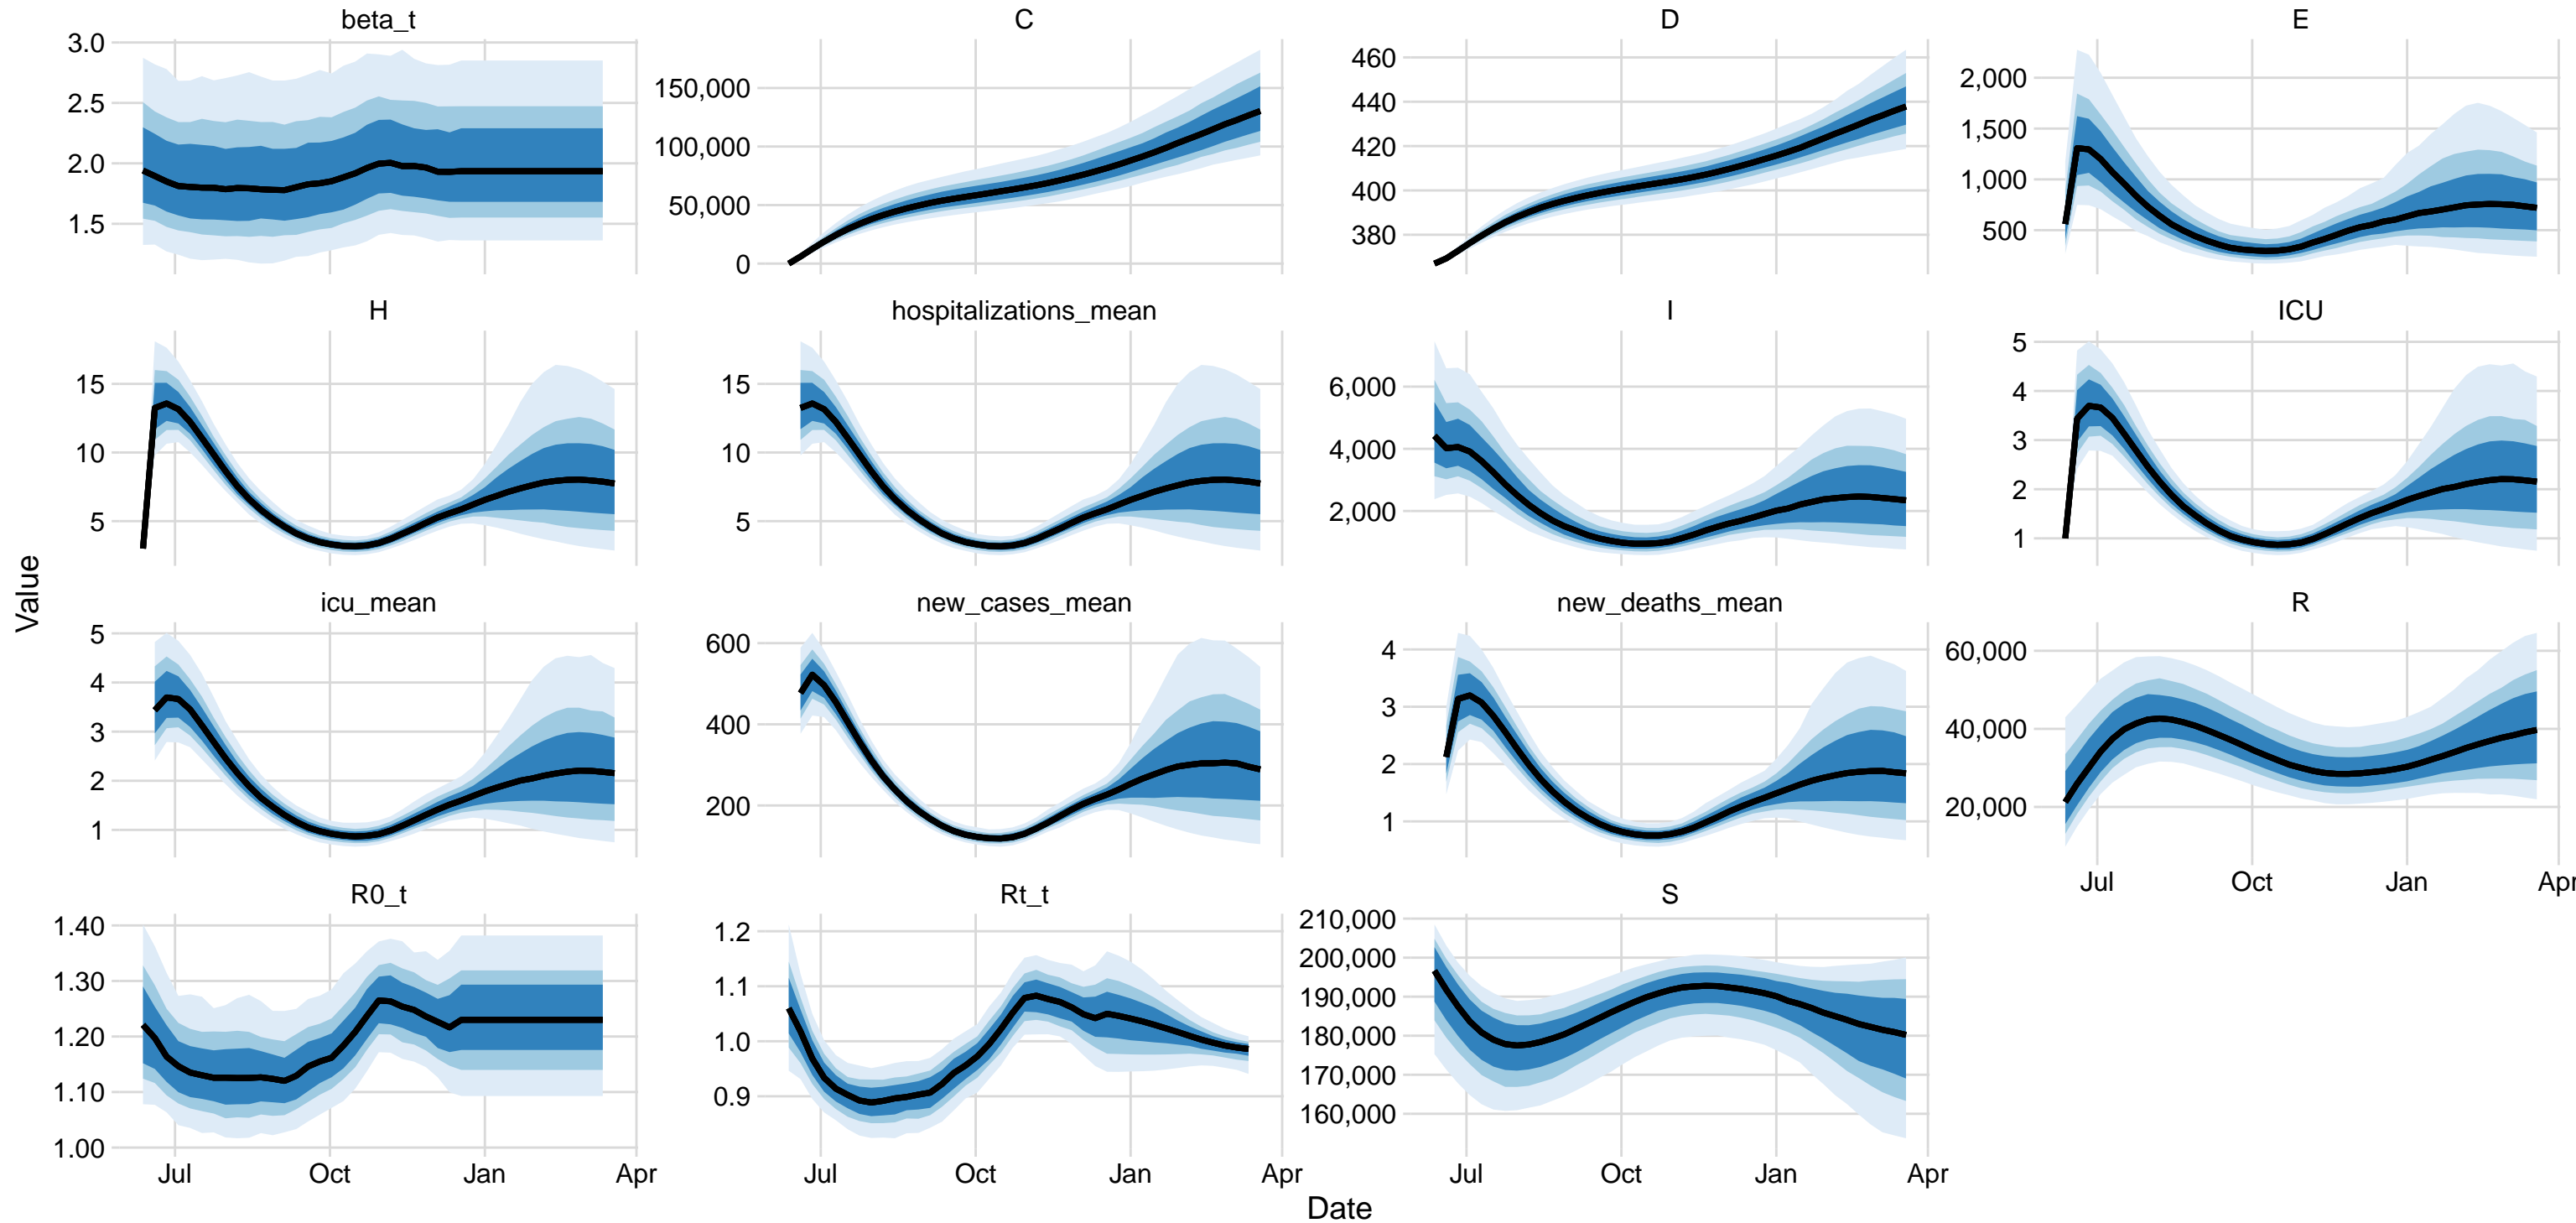 beta_t
C
D
E
3.0
2.5
2.0
1.5
150,000
100,000
50,000
0
460
440
420
400
380
2,000
1,500
1,000
500
H
hospitalizations_mean
I
ICU
15
10
5
15
10
5
6,000
4,000
2,000
5
4
3
2
1
Value
icu_mean
new_cases_mean
new_deaths_mean
R
5
4
3
2
1
600
400
200
4
3
2
1
60,000
40,000
20,000
Jul Oct Jan Apr
R0_t
Rt_t
S
1.40
1.30
1.20
1.10
1.00
1.2
1.1
1.0
0.9
210,000
200,000
190,000
180,000
170,000
160,000
Jul Oct Jan Apr
Jul Oct Jan Apr
Jul Oct Jan Apr
Date